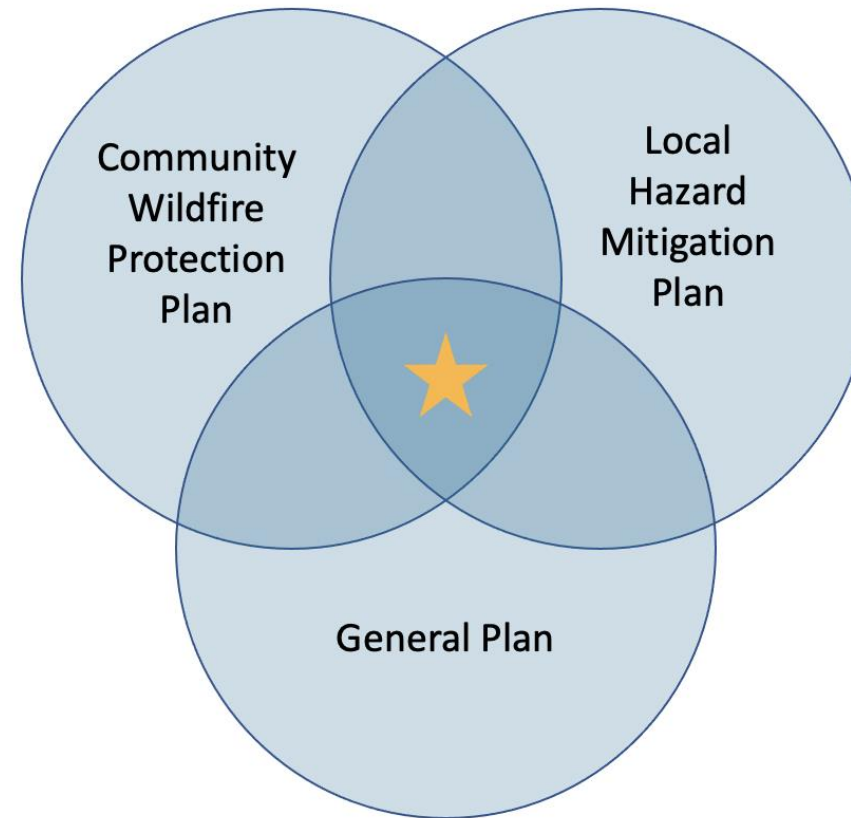 Community
Wildfire
Protection
Plan
Local
Hazard
Mitigation
Plan
General Plan